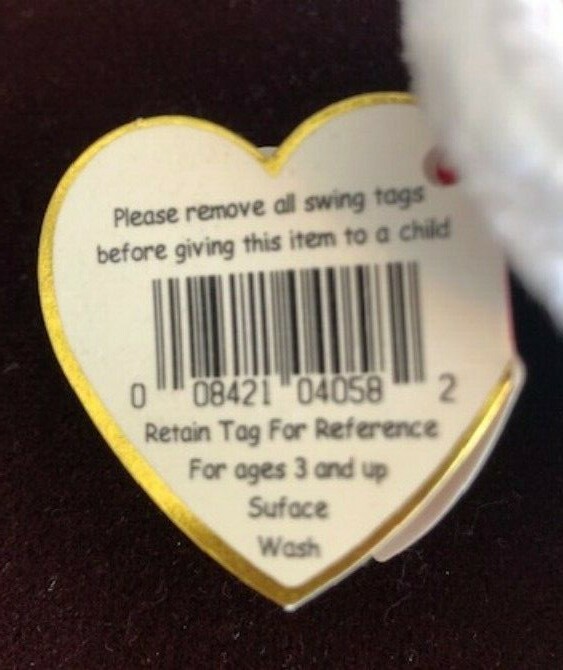 Please remove all swing tags
before giving this item to a child
0 08421 04058 2
Retain Tag For Reference
For ages 3 and up
Suface
Wash